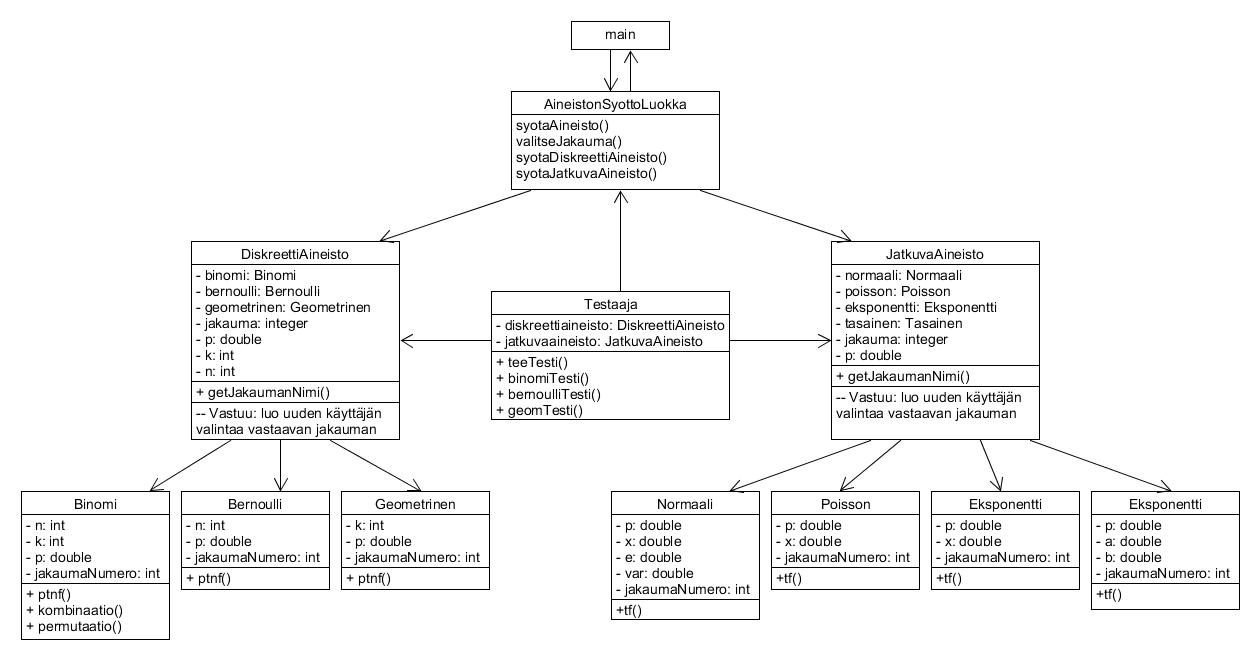 main
AineistonSyottoLuokka
syotaAineisto()
valitseJakauma()
syotaDiskreettiAineisto()
syotaJatkuvaAineisto()
DiskreettiAineisto
- binomi: Binomi
- bernoulli: Bernoulli
- geometrinen: Geometrinen
- jakauma: integer
- p: double
- k: int
- n: int
+ getJakaumanNimi()
-- Vastuu: luo uuden käyttäjän
valintaa vastaavan jakauman
Testaaja
- diskreettiaineisto: DiskreettiAineisto
- jatkuvaaineisto: JatkuvaAineisto
+ teeTesti()
+ binomiTesti()
+ bernoulliTesti()
+ geomTesti()
JatkuvaAineisto
- normaali: Normaali
- poisson: Poisson
- eksponentti: Eksponentti
- tasainen: Tasainen
- jakauma: integer
- p: double
+ getJakaumanNimi()
-- Vastuu: luo uuden käyttäjän
valintaa vastaavan jakauman
Binomi
- n: int
- k: int
- p: double
- jakaumaNumero: int
+ ptnf()
+ kombinaatio()
+ permutaatio()
Bernoulli
- n: int
- p: double
- jakaumaNumero: int
+ ptnf()
Geometrinen
- k: int
- p: double
- jakaumaNumero: int
+ ptnf()
Normaali
- p: double
- x: double
- e: double
- var: double
- jakaumaNumero: int
+tf()
Poisson
- p: double
- x: double
- jakaumaNumero: int
+tf()
Eksponentti
- p: double
- x: double
- jakaumaNumero: int
+tf()
Eksponentti
- p: double
- a: double
- b: double
- jakaumaNumero: int
+tf()